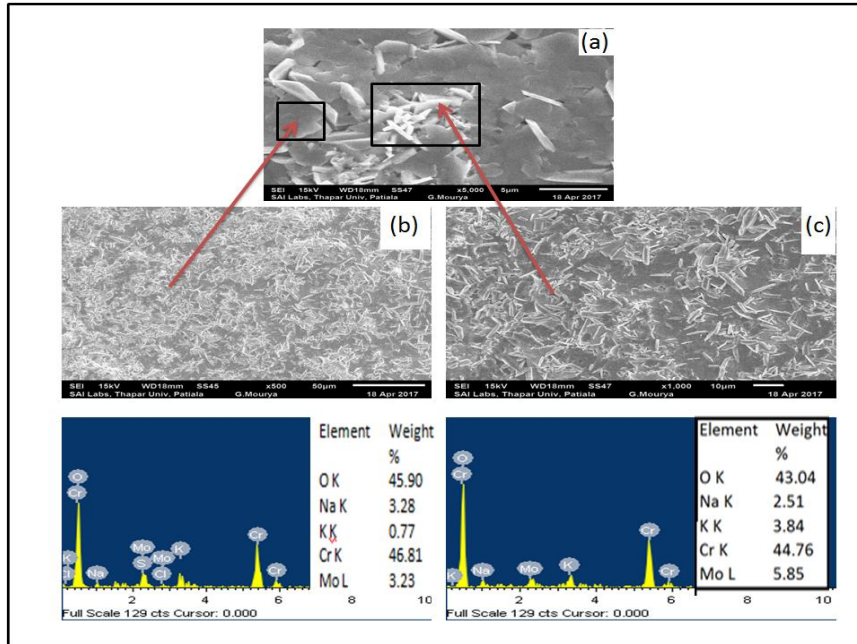 (a)
SEI 15kV WD18mm SS47 x5,000 5µm
SAI Labs, Thapar Univ, Patiala G.Mourya 18 Apr 2017
(b)
SEI 15kV WD18mm SS45 x500 50µm
SAI Labs, Thapar Univ, Patiala G.Mourya 18 Apr 2017
(c)
SEI 15kV WD18mm SS47 x1,000 10µm
SAI Labs, Thapar Univ, Patiala G.Mourya 18 Apr 2017
O
Cr
K
Cl
Na
Mo
S
Mo
Cl
K
Cr
Cr
2 4 6 8 10
Full Scale 129 cts Cursor: 0.000
Element Weight
%
O K 45.90
Na K 3.28
K K 0.77
Cr K 46.81
Mo L 3.23
O
Cr
K
Na
Mo
K
Cr
Cr
0 2 4 6 8 10
Full Scale 129 cts Cursor: 0.000
Element Weight
%
O K 43.04
Na K 2.51
K K 3.84
Cr K 44.76
Mo L 5.85